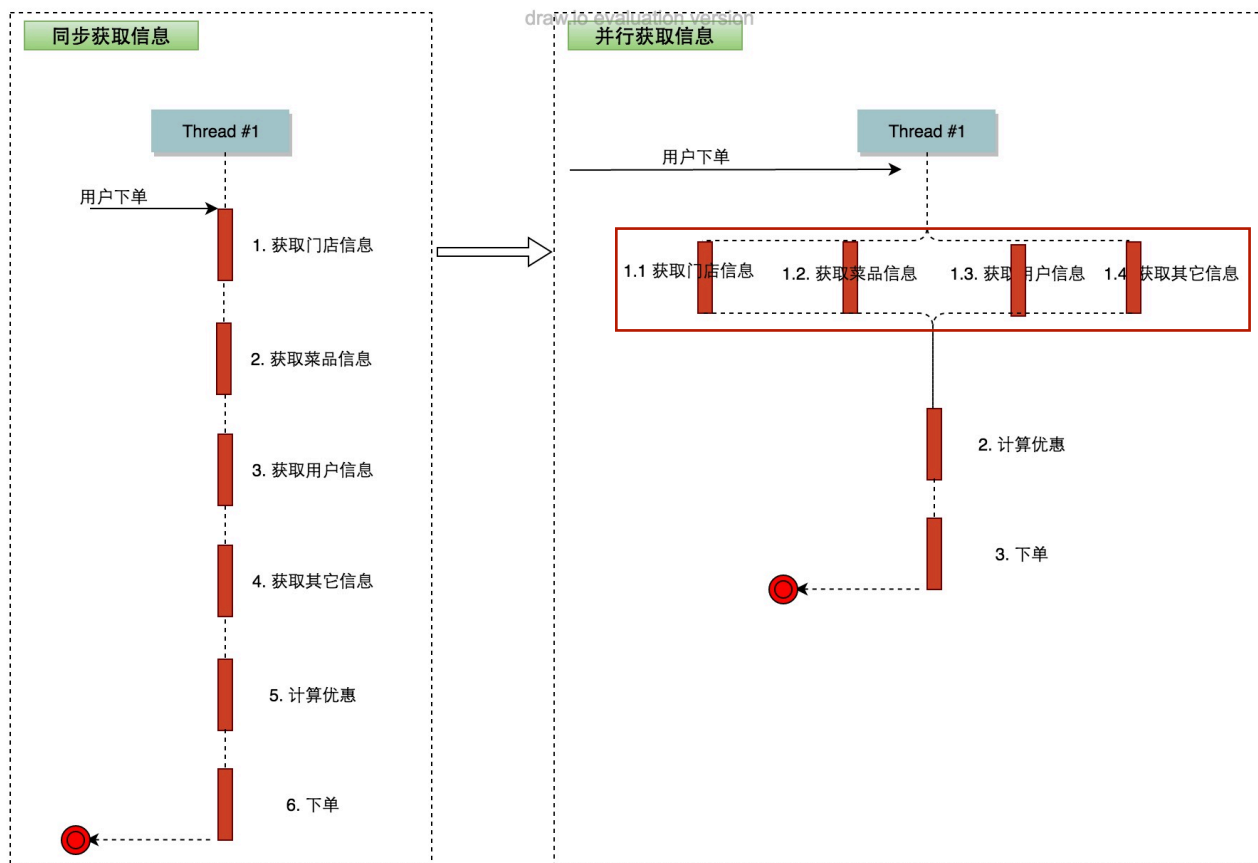 draw.io evaluation version
同步获取信息
Thread #1
用户下单
1. 获取门店信息
2. 获取菜品信息
3. 获取用户信息
4. 获取其它信息
5. 计算优惠
6. 下单
并行获取信息
Thread #1
用户下单
1.1 获取门店信息
1.2. 获取菜品信息
1.3. 获取用户信息
1.4. 获取其它信息
2. 计算优惠
3. 下单